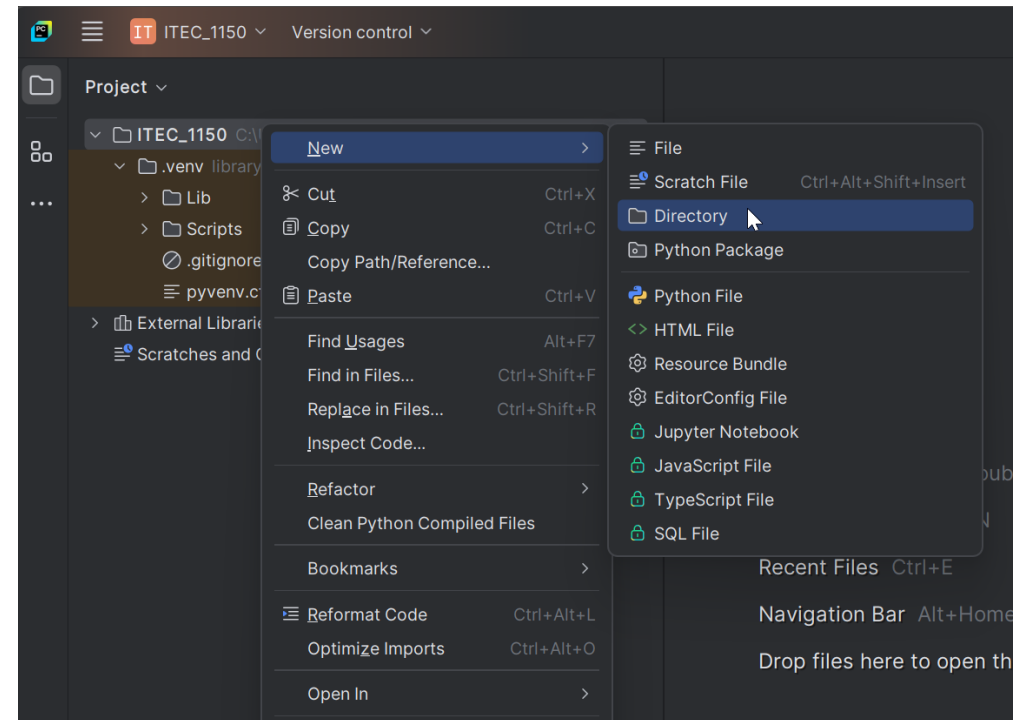 PC
IT ITEC_1150 Version control
Project
ITEC_1150 C:\
.venv library
Lib
Scripts
.gitignore
pyvenv.c
External Librarie
Scratches and
New
Cut Ctrl+X
Copy Ctrl+C
Copy Path/Reference...
Paste Ctrl+V
Find Usages Alt+F7
Find in Files... Ctrl+Shift+F
Replace in Files... Ctrl+Shift+R
Inspect Code...
Refactor
Clean Python Compiled Files
Bookmarks
Reformat Code Ctrl+Alt+L
Optimize Imports Ctrl+Alt+O
Open In
File
Scratch File Ctrl+Alt+Shift+Insert
Directory
Python Package
Python File
HTML File
Resource Bundle
EditorConfig File
Jupyter Notebook
JavaScript File
TypeScript File
SQL File
Recent Files Ctrl+E
Navigation Bar Alt+Home
Drop files here to open th